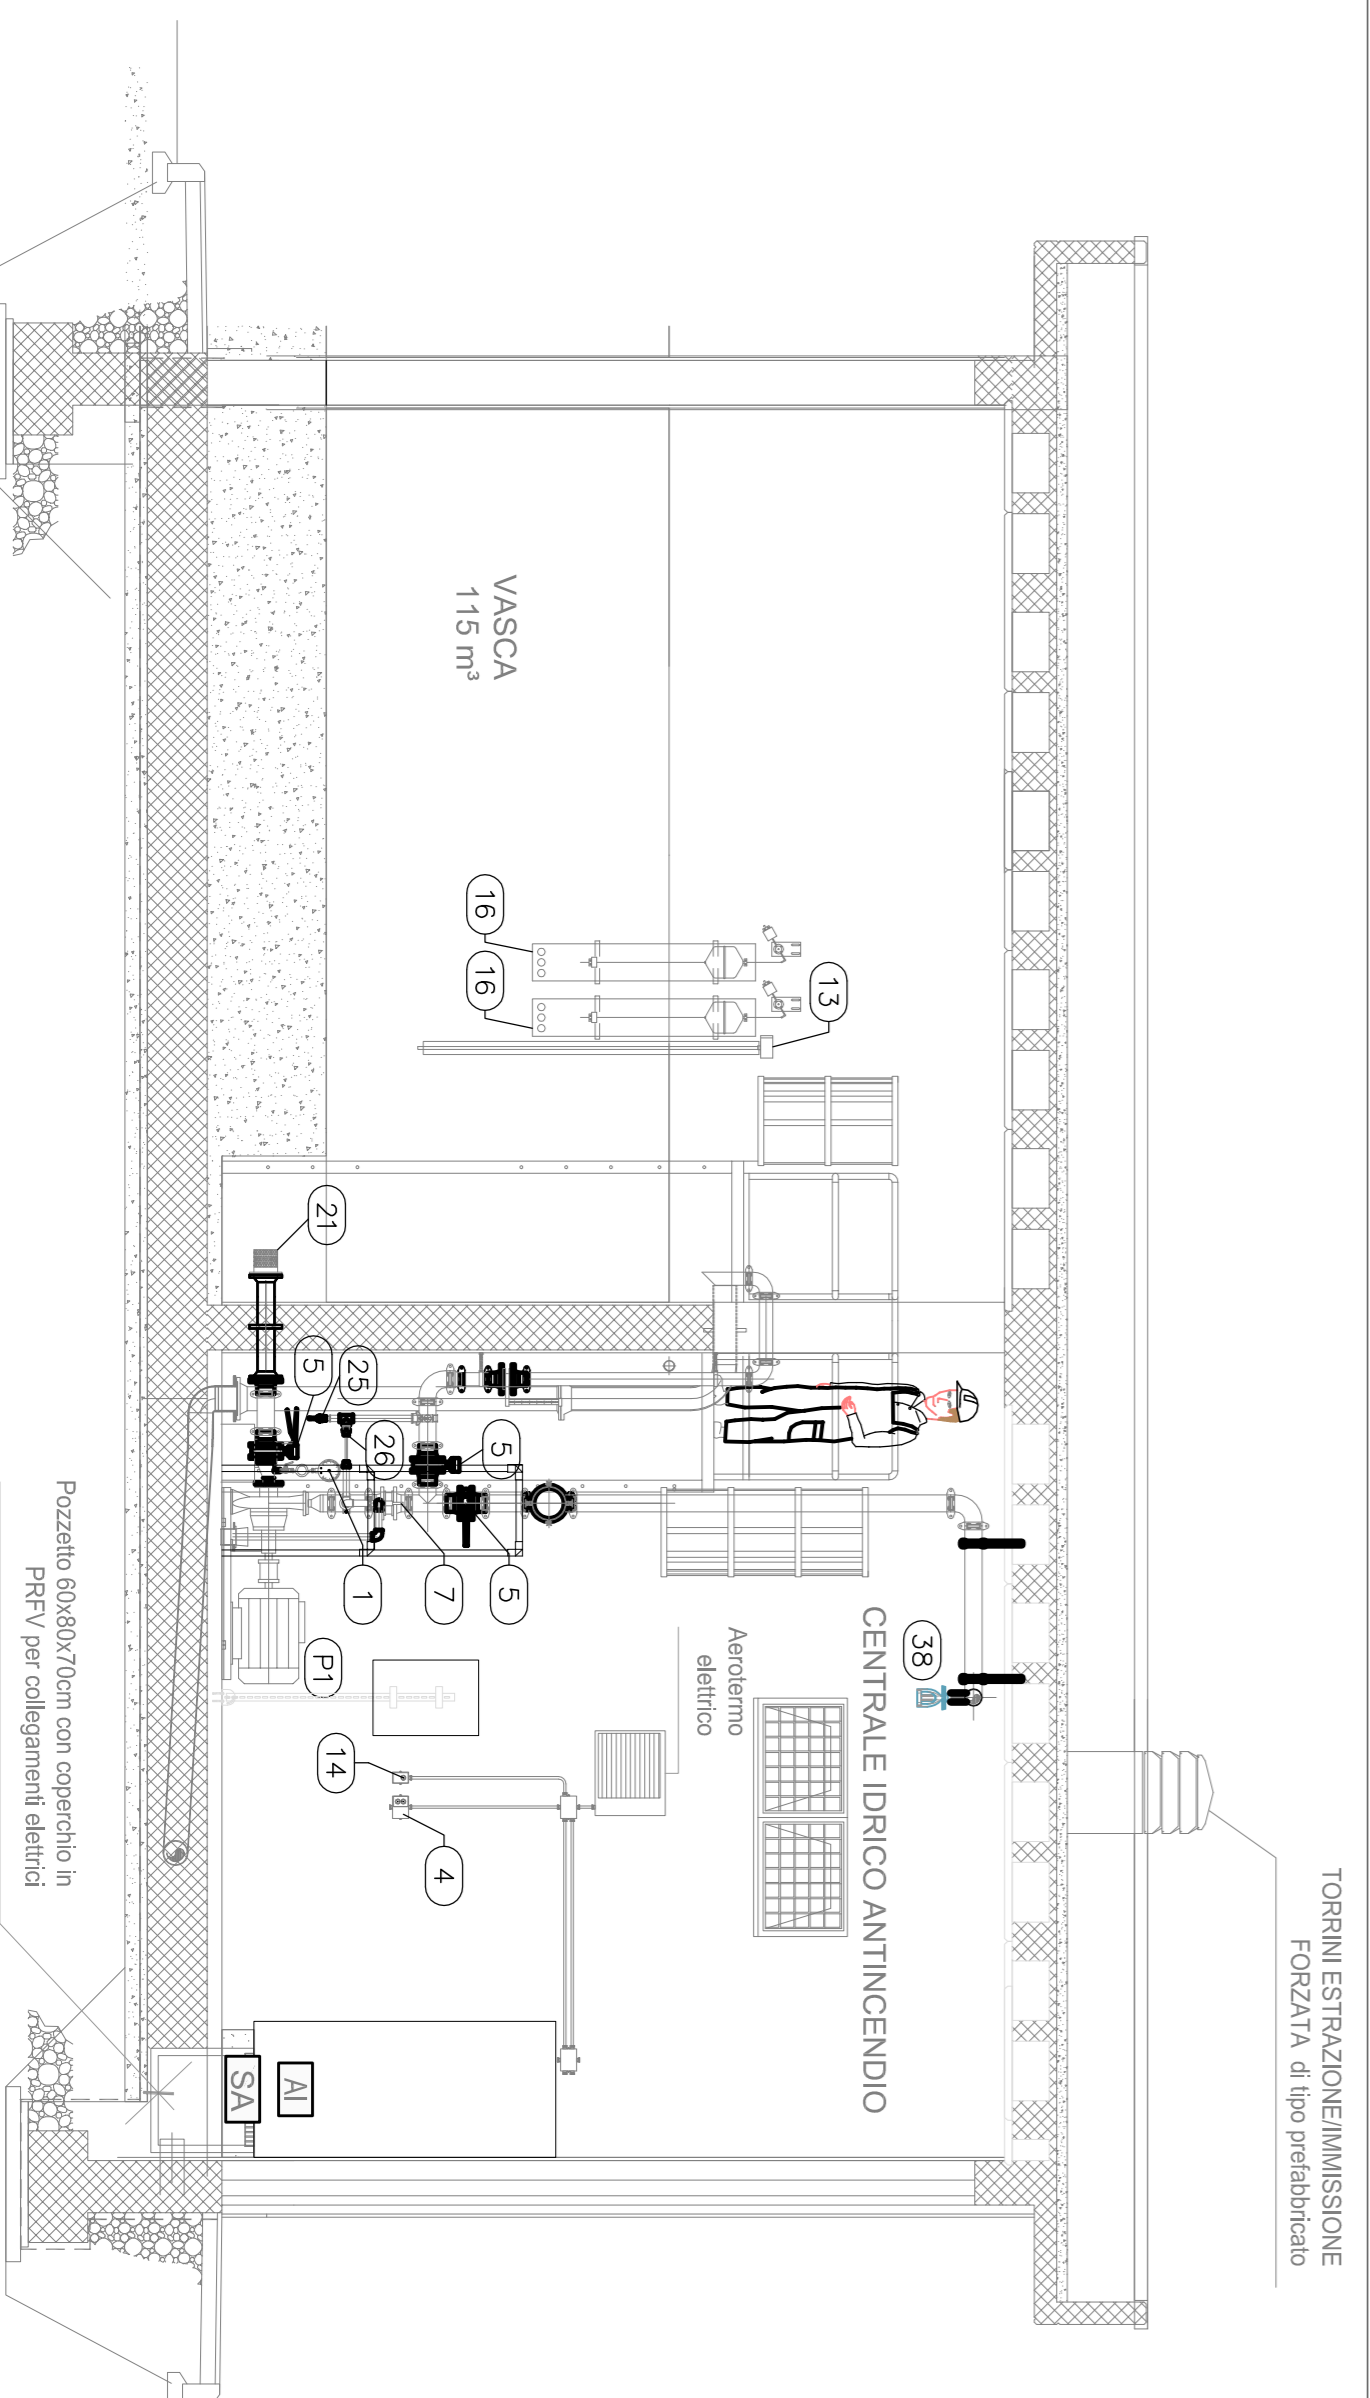 TORRINI ESTRAZIONE/IMMISSIONE
FORZATA di tipo prefabbricato
VASCA
115 m³
CENTRALE IDRICO ANTINCENDIO
Aerotermo
elettrico
38
13
16
16
5
5
7
26
25
1
5
21
P1
14
4
AI
SA
Pozzetto 60x80x70cm con coperchio in
PRFV per collegamenti elettrici